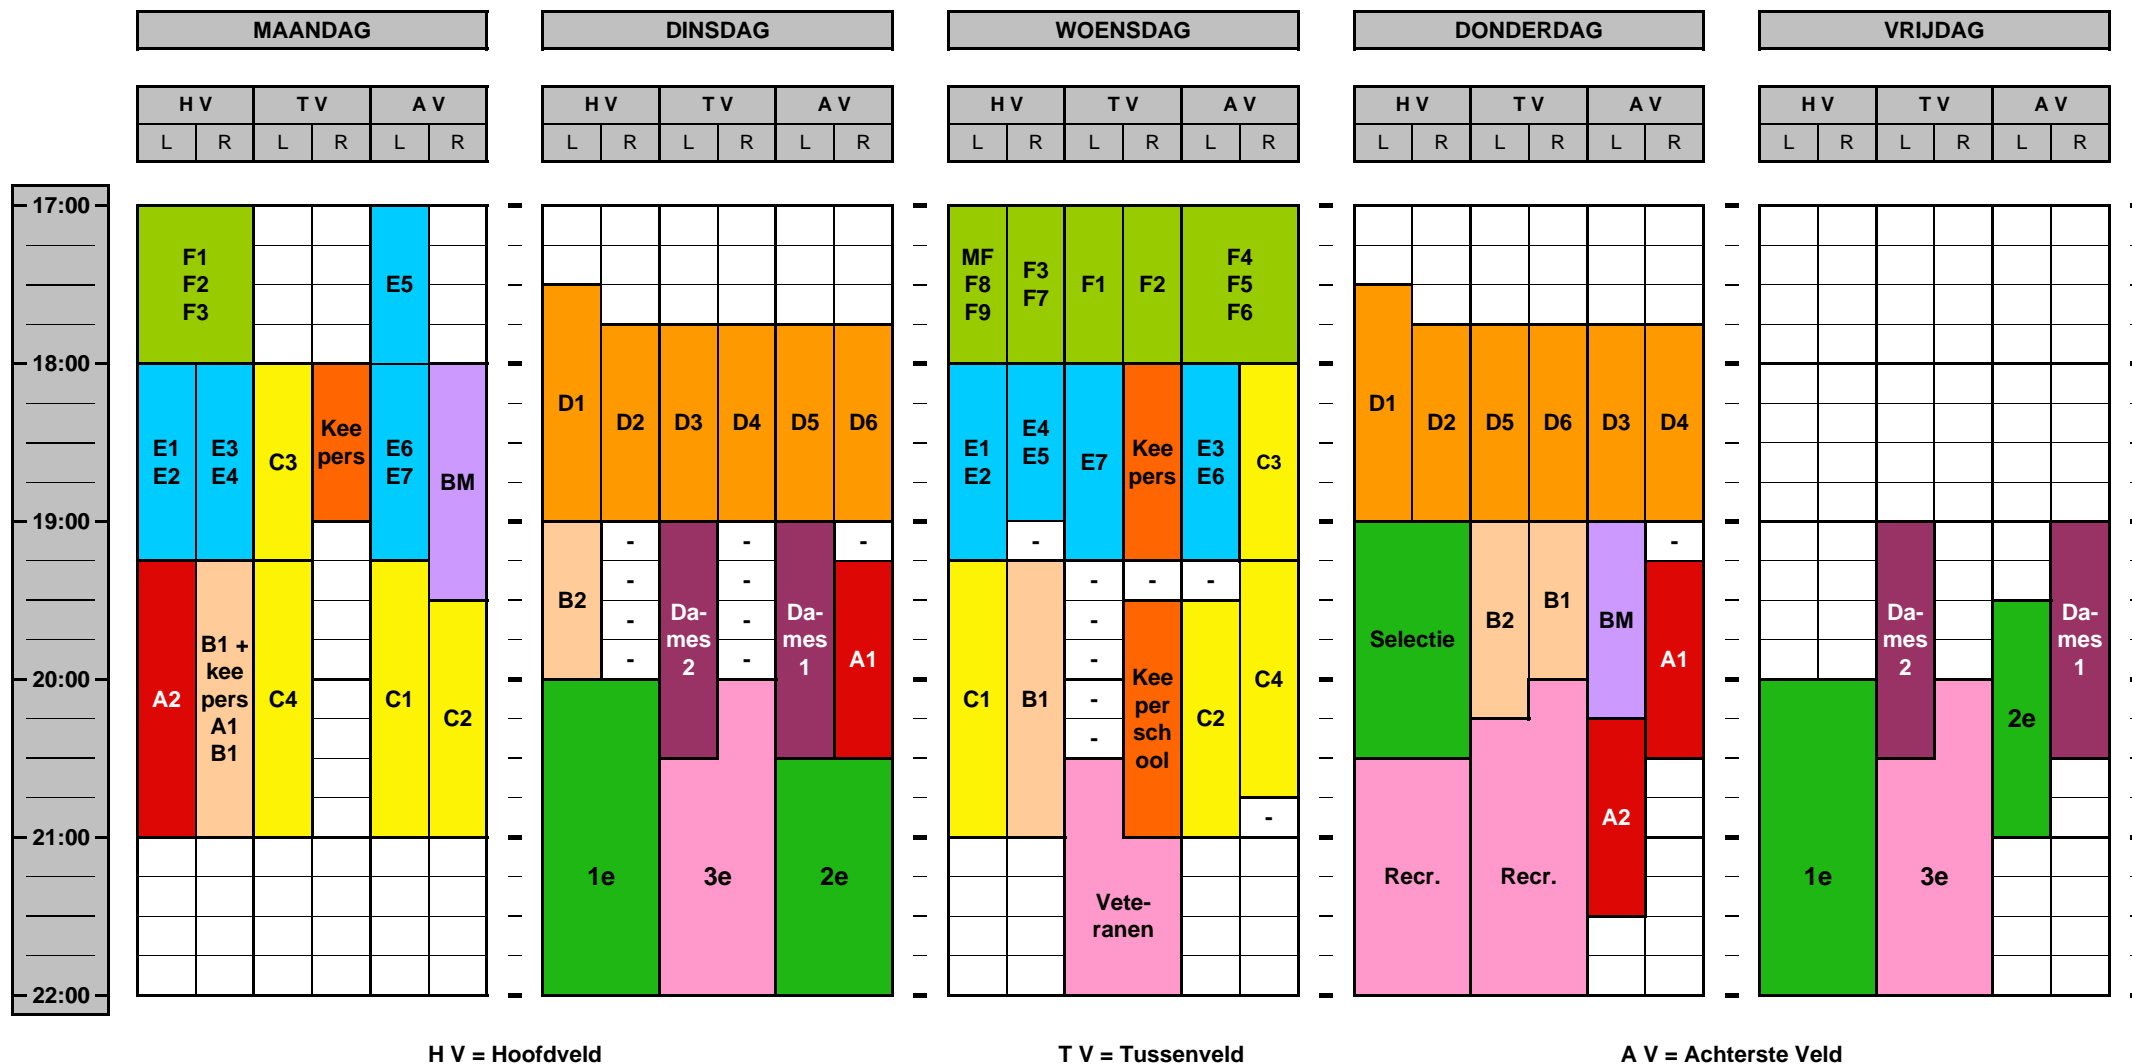 MAANDAG DINSDAG WOENSDAG DONDERDAG VRIJDAG
H V T V A V H V T V A V H V T V A V H V T V A V H V T V A V
L R L R L R L R L R L R L R L R L R L R L R L R L R L R L R
17:00
18:00
19:00
20:00
21:00
22:00
F1
F2
F3
E5
E1
E2
E3
E4
C3
Kee
pers
E6
E7
BM
A2
B1 +
kee
pers
A1
B1
C4
C1
C2
D1
D2
D3
D4
D5
D6
B2
-
-
-
-
Da-
mes
2
-
-
-
-
Da-
mes
1
-
A1
1e
3e
2e
MF
F8
F9
F3
F7
F1
F2
F4
F5
F6
E1
E2
E4
E5
E7
Kee
pers
E3
E6
C3
-
C1
B1
-
-
-
-
-
-
Kee
per
sch
ool
-
C2
C4
-
Vete-
ranen
D1
D2
D5
D6
D3
D4
Selectie
B2
B1
BM
-
A1
A2
Recr.
Recr.
Da-
mes
2
2e
Da-
mes
1
1e
3e
H V = Hoofdveld T V = Tussenveld A V = Achterste Veld